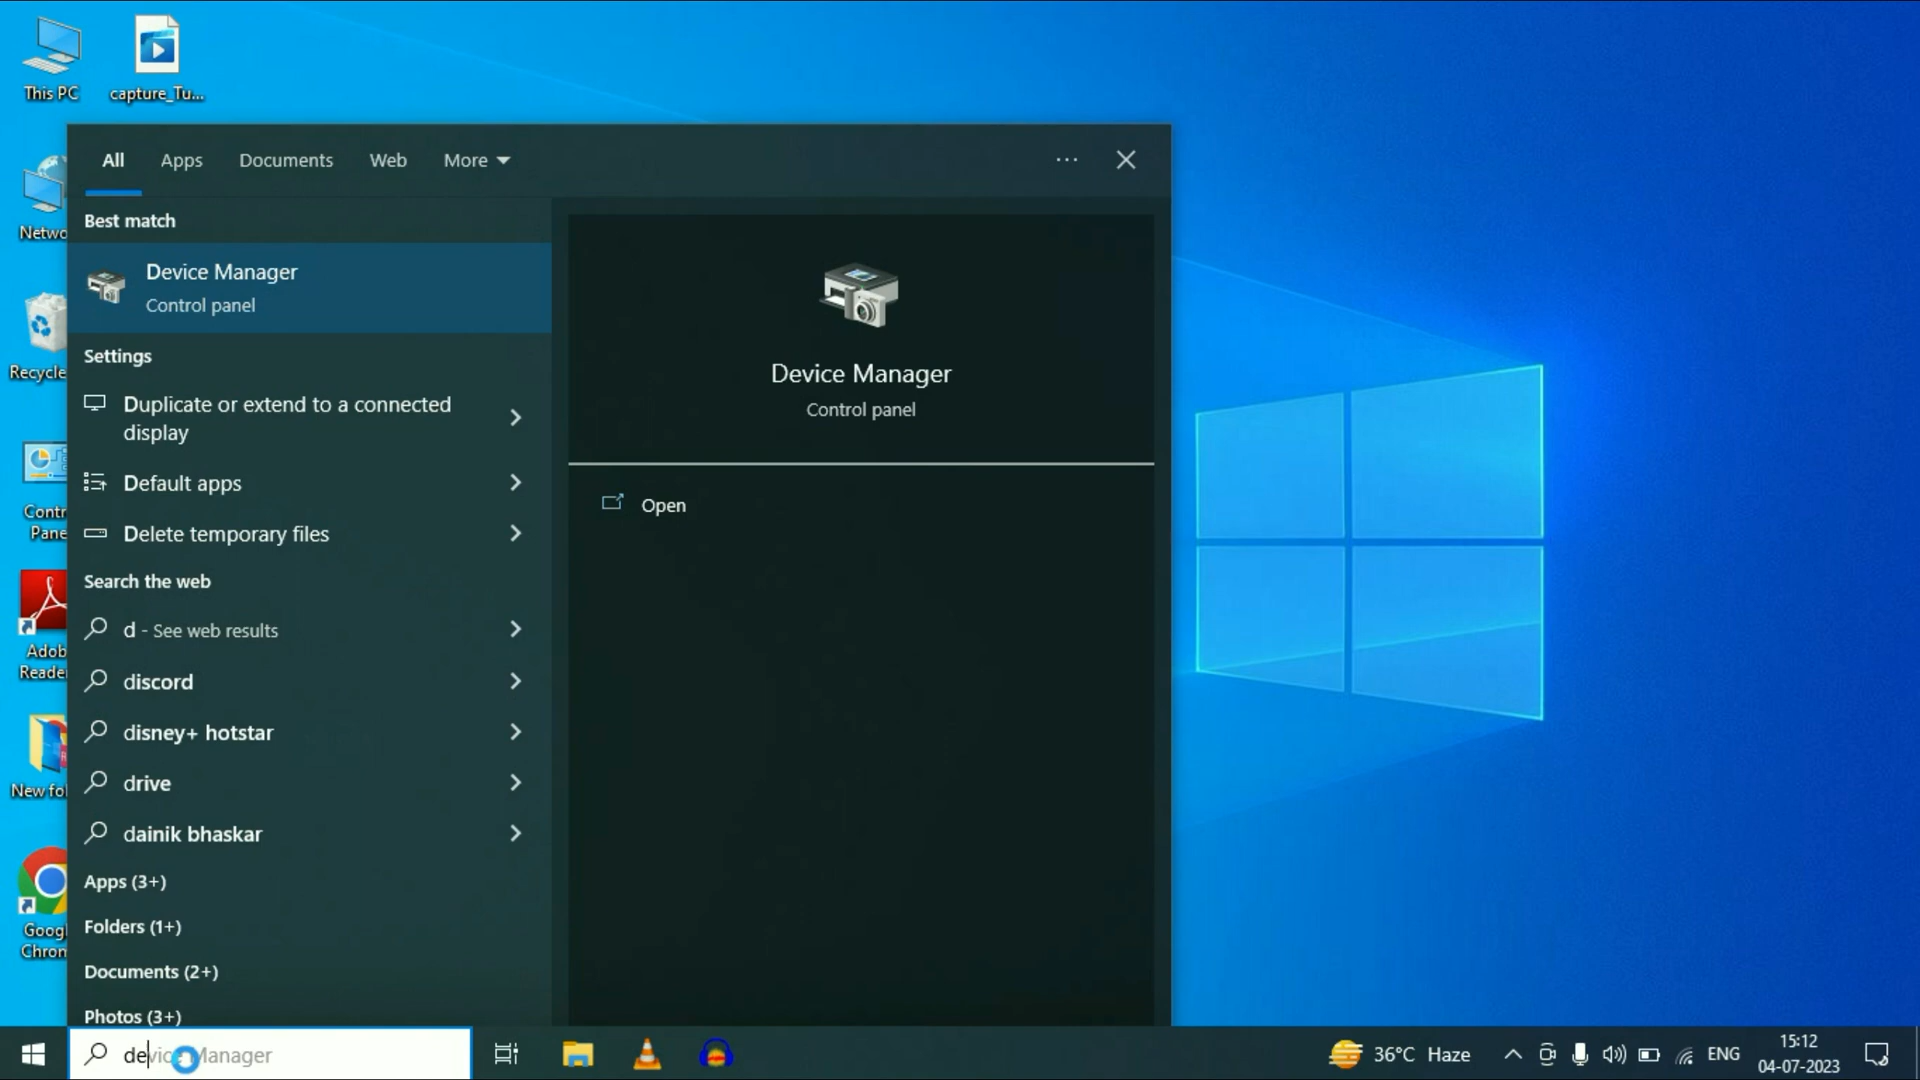 This PC
capture_Tu...
All
Apps
Documents
Web
More
Netwo
Best match
Device Manager
Control panel
Recycle
Settings
Duplicate or extend to a connected
display
Default apps
Delete temporary files
Contr
Pane
Search the web
d - See web results
discord
disney+ hotstar
drive
dainik bhaskar
Adob
Reade
New fol
Googl
Chrom
Apps (3+)
Folders (1+)
Documents (2+)
Photos (3+)
Device Manager
Control panel
Open
device Manager
36°C Haze
ENG
15:12
04-07-2023